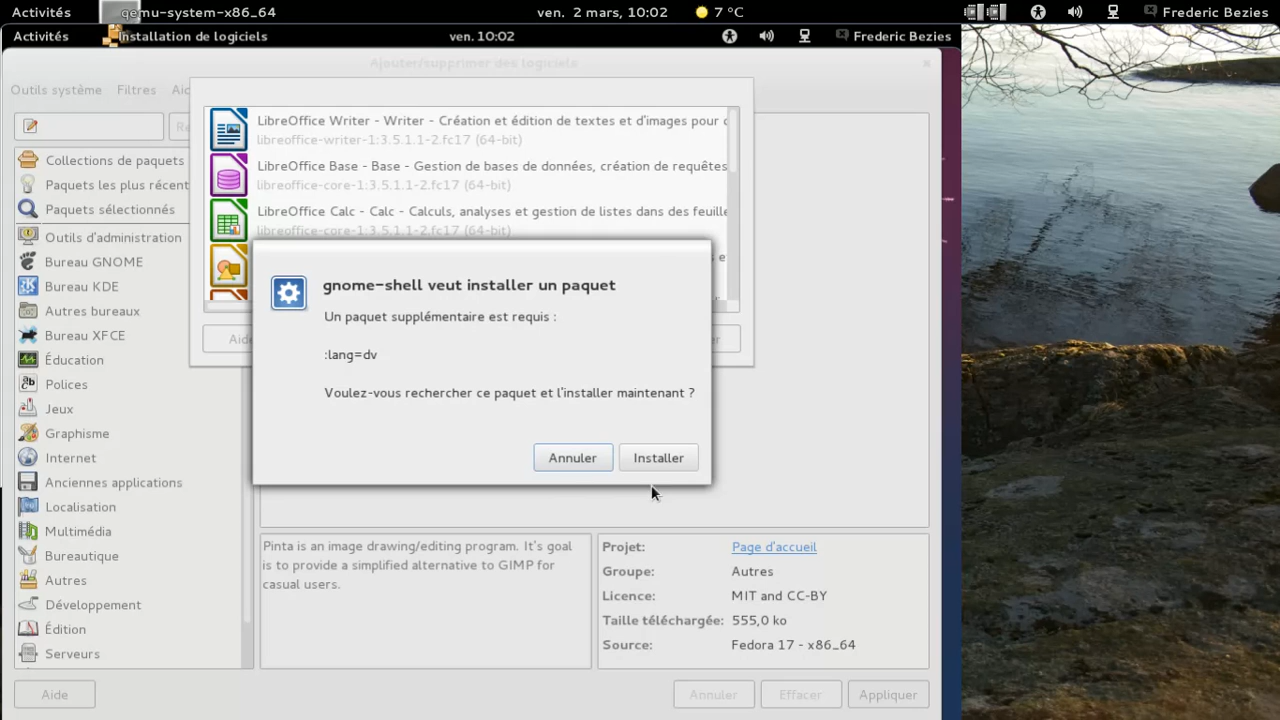 Activités
qemu-system-x86_64
ven. 2 mars, 10:02
7 °C
Frederic Bezies
Activités
Installation de logiciels
ven. 10:02
Frederic Bezies
Ajouter/supprimer des logiciels
Outils système
Filtres
LibreOffice Writer - Writer - Création et édition de textes et d'images pour
libreoffice-writer-1:3.5.1.1-2.fc17 (64-bit)
LibreOffice Base - Base - Gestion de bases de données, création de requêtes
libreoffice-core-1:3.5.1.1-2.fc17 (64-bit)
LibreOffice Calc - Calc - Calculs, analyses et gestion de listes dans des feuille
libreoffice-core-1:3.5.1.1-2.fc17 (64-bit)
Collections de paquets
Paquets les plus récent
Paquets sélectionnés
Outils d'administration
Bureau GNOME
Bureau KDE
Autres bureaux
Bureau XFCE
Éducation
Polices
Jeux
Graphisme
Internet
Anciennes applications
Localisation
Multimédia
Bureautique
Autres
Développement
Édition
Serveurs
gnome-shell veut installer un paquet
Un paquet supplémentaire est requis :
:lang=dv
Voulez-vous rechercher ce paquet et l'installer maintenant ?
Annuler
Installer
Pinta is an image drawing/editing program. It's goal
is to provide a simplified alternative to GIMP for
casual users.
Projet: Page d'accueil
Groupe: Autres
Licence: MIT and CC-BY
Taille téléchargée: 555,0 ko
Source: Fedora 17 - x86_64
Aide
Annuler
Effacer
Appliquer